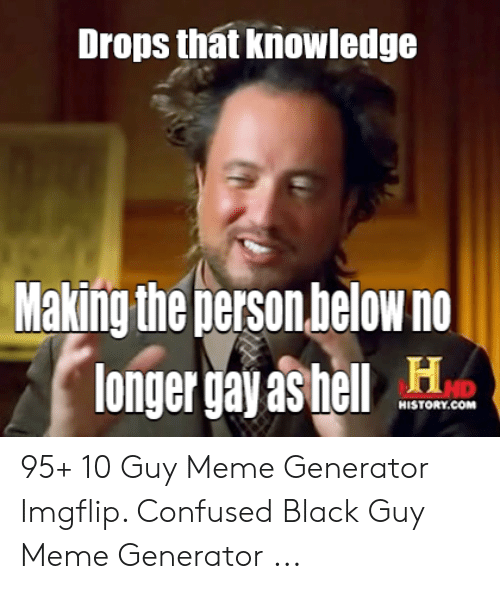 Drops that knowledge
Making the person below no
longer gay as hell
H HD
HISTORY.COM
95+ 10 Guy Meme Generator
Imgflip. Confused Black Guy
Meme Generator ...